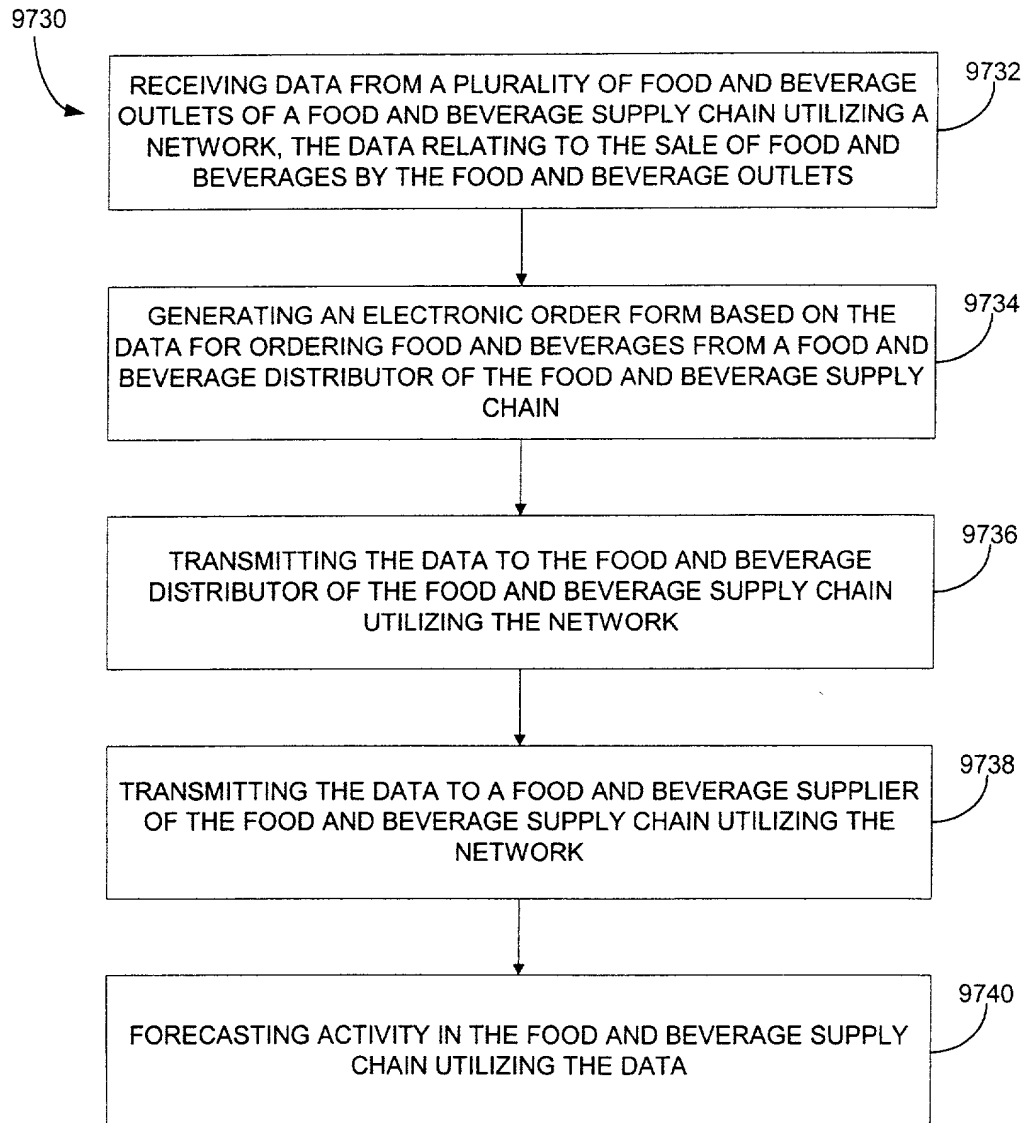 9730
RECEIVING DATA FROM A PLURALITY OF FOOD AND BEVERAGE
OUTLETS OF A FOOD AND BEVERAGE SUPPLY CHAIN UTILIZING A
NETWORK, THE DATA RELATING TO THE SALE OF FOOD AND
BEVERAGES BY THE FOOD AND BEVERAGE OUTLETS
9732
GENERATING AN ELECTRONIC ORDER FORM BASED ON THE
DATA FOR ORDERING FOOD AND BEVERAGES FROM A FOOD AND
BEVERAGE DISTRIBUTOR OF THE FOOD AND BEVERAGE SUPPLY
CHAIN
9734
TRANSMITTING THE DATA TO THE FOOD AND BEVERAGE
DISTRIBUTOR OF THE FOOD AND BEVERAGE SUPPLY CHAIN
UTILIZING THE NETWORK
9736
TRANSMITTING THE DATA TO A FOOD AND BEVERAGE SUPPLIER
OF THE FOOD AND BEVERAGE SUPPLY CHAIN UTILIZING THE
NETWORK
9738
FORECASTING ACTIVITY IN THE FOOD AND BEVERAGE SUPPLY
CHAIN UTILIZING THE DATA
9740